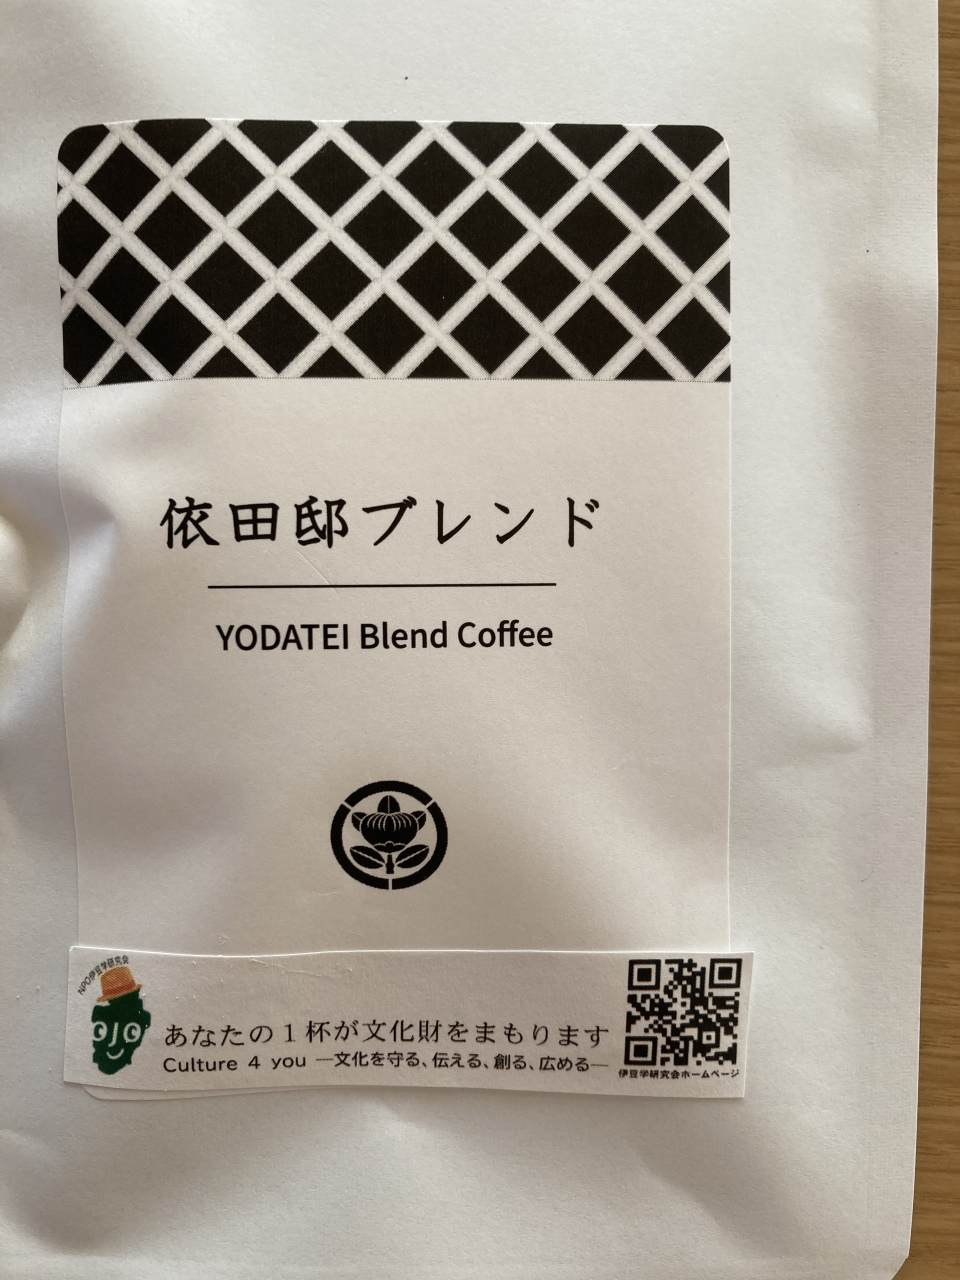 依田邸ブレンド
YODATEI Blend Coffee
NPO伊豆学研究会
あなたの1杯が文化財をまもります
Culture 4 you ―文化を守る、伝える、創る、広める―
伊豆学研究会ホームページ